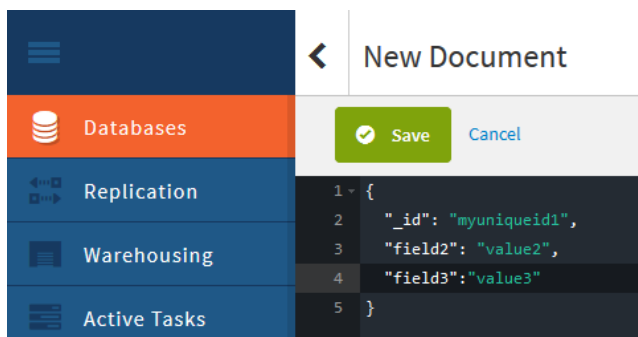 New Document
Databases
Save Cancel
Replication
Warehousing
Active Tasks
1 {
2 "_id": "myuniqueid1",
3 "field2": "value2",
4 "field3":"value3"
5 }